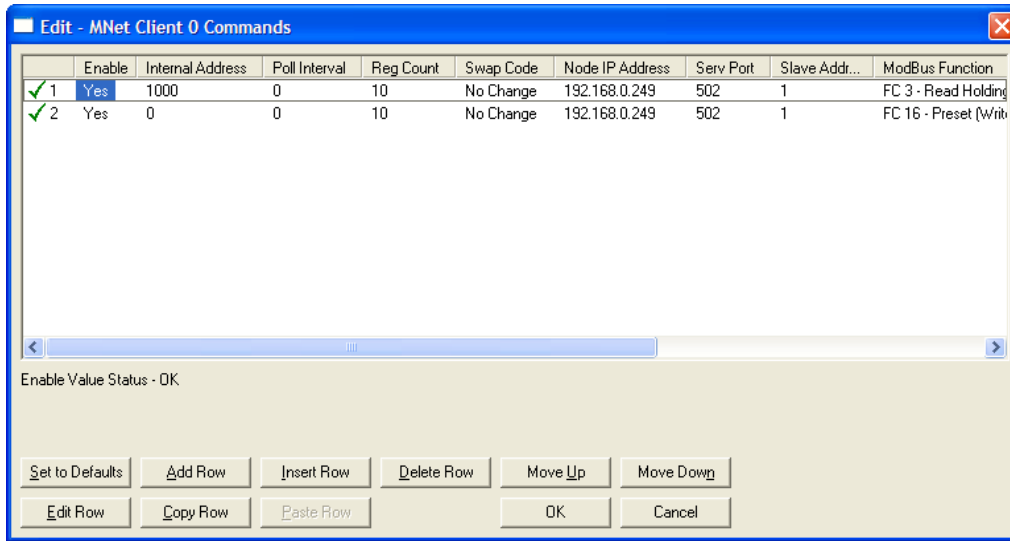 Edit - MNet Client 0 Commands
Enable Internal Address Poll Interval Reg Count Swap Code Node IP Address Serv Port Slave Addr... ModBus Function
1 Yes 1000 0 10 No Change 192.168.0.249 502 1 FC 3 - Read Holding
2 Yes 0 0 10 No Change 192.168.0.249 502 1 FC 16 - Preset (Writ
Enable Value Status - OK
Set to Defaults Add Row Insert Row Delete Row Move Up Move Down
Edit Row Copy Row Paste Row OK Cancel